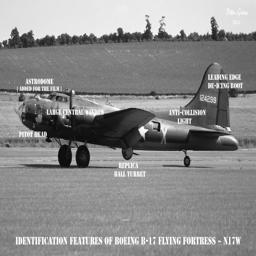 ASTRODOME
( ADDED FOR THE FILM )
LEADING EDGE
DE-ICING BOOT
LARGE CENTRAL
ANTI-COLLISION
LIGHT
PITOT HEAD
REPLICA
BALL TURRET
IDENTIFICATION FEATURES OF BOEING B-17 FLYING FORTRESS - N17W